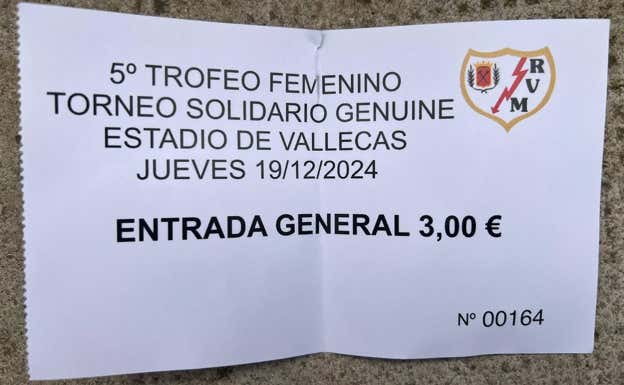 5º TROFEO FEMENINO
TORNEO SOLIDARIO GENUINE
ESTADIO DE VALLECAS
JUEVES 19/12/2024
RVM
ENTRADA GENERAL 3,00 €
Nº 00164